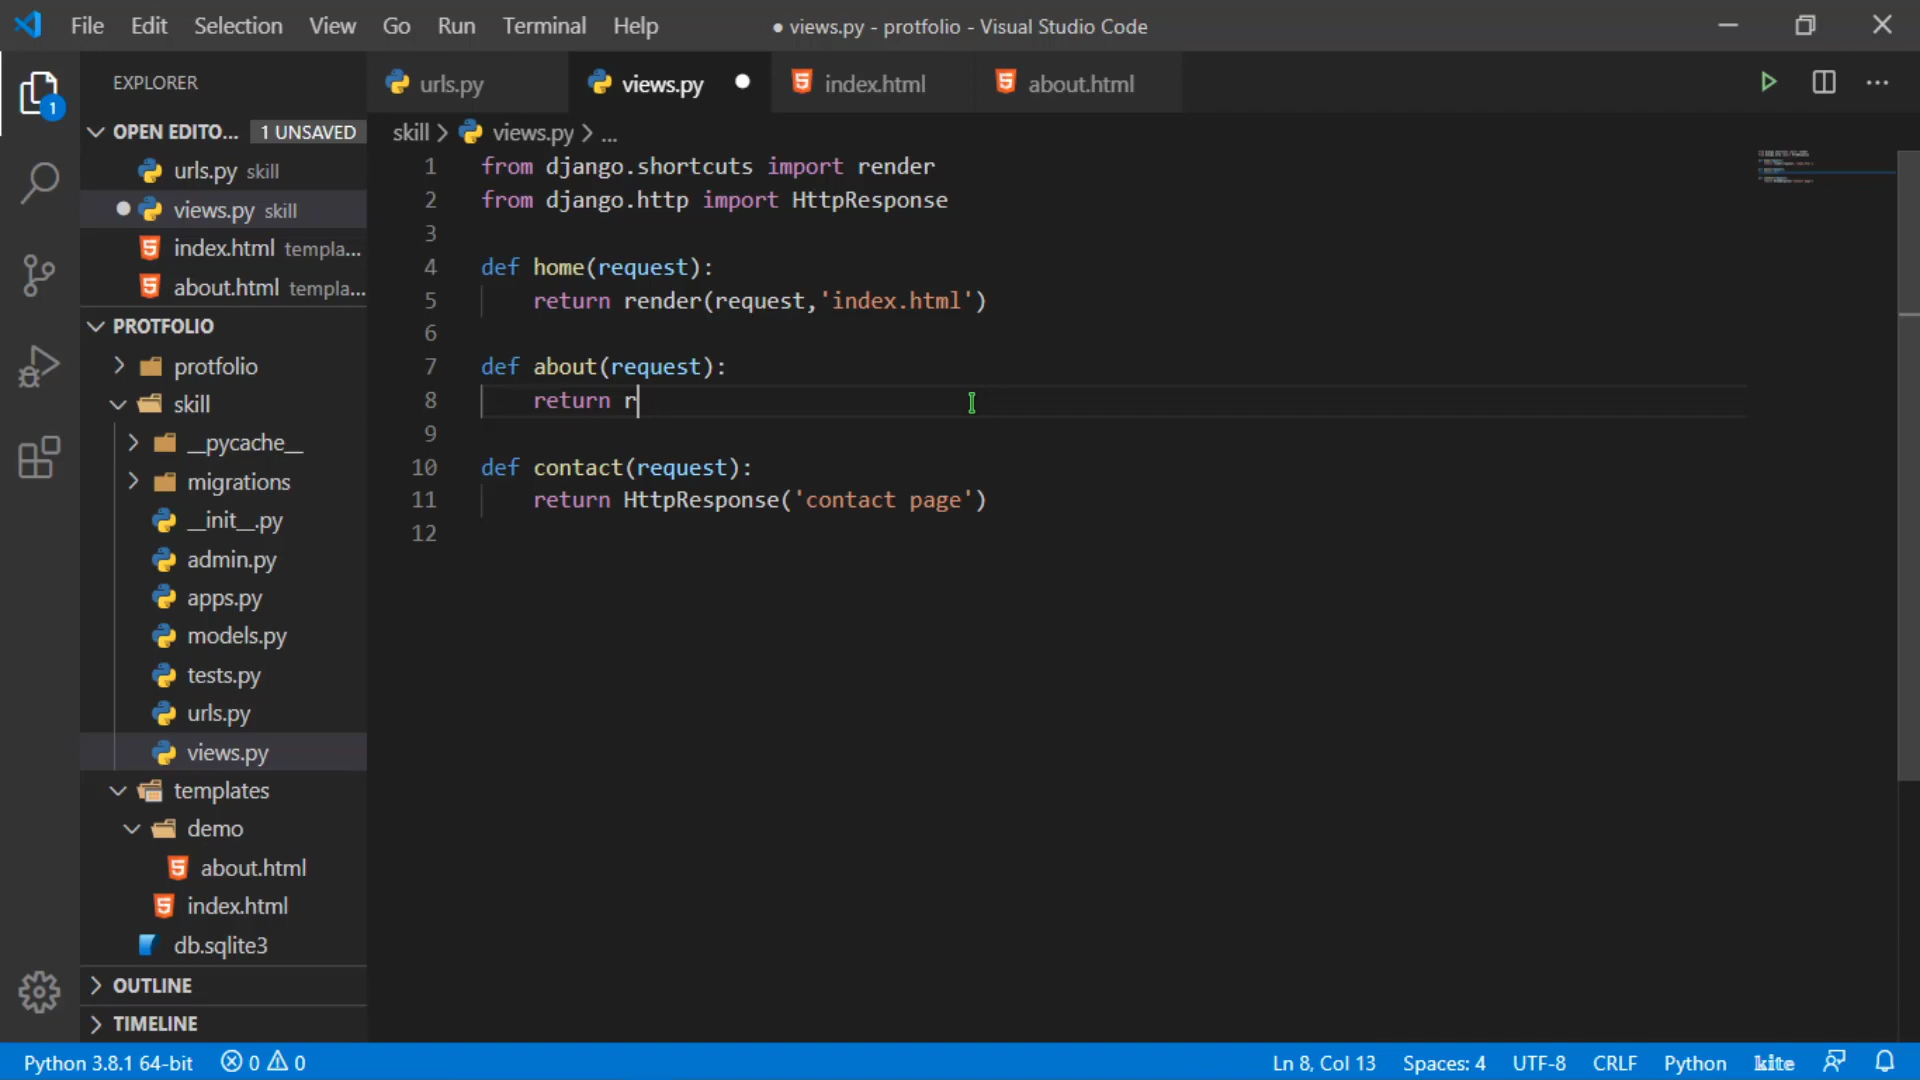 File Edit Selection View Go Run Terminal Help
● views.py - protfolio - Visual Studio Code
1
EXPLORER
OPEN EDITO... 1 UNSAVED
urls.py skill
views.py skill
index.html templa...
about.html templa...
PROTFOLIO
protfolio
skill
__pycache__
migrations
__init__.py
admin.py
apps.py
models.py
tests.py
urls.py
views.py
templates
demo
about.html
index.html
db.sqlite3
OUTLINE
TIMELINE
urls.py views.py index.html about.html
skill > views.py > ...
1 from django.shortcuts import render
2 from django.http import HttpResponse
3
4 def home(request):
5 return render(request,'index.html')
6
7 def about(request):
8 return r
9
10 def contact(request):
11 return HttpResponse('contact page')
12
Python 3.8.1 64-bit 0 0
Ln 8, Col 13 Spaces: 4 UTF-8 CRLF Python kite